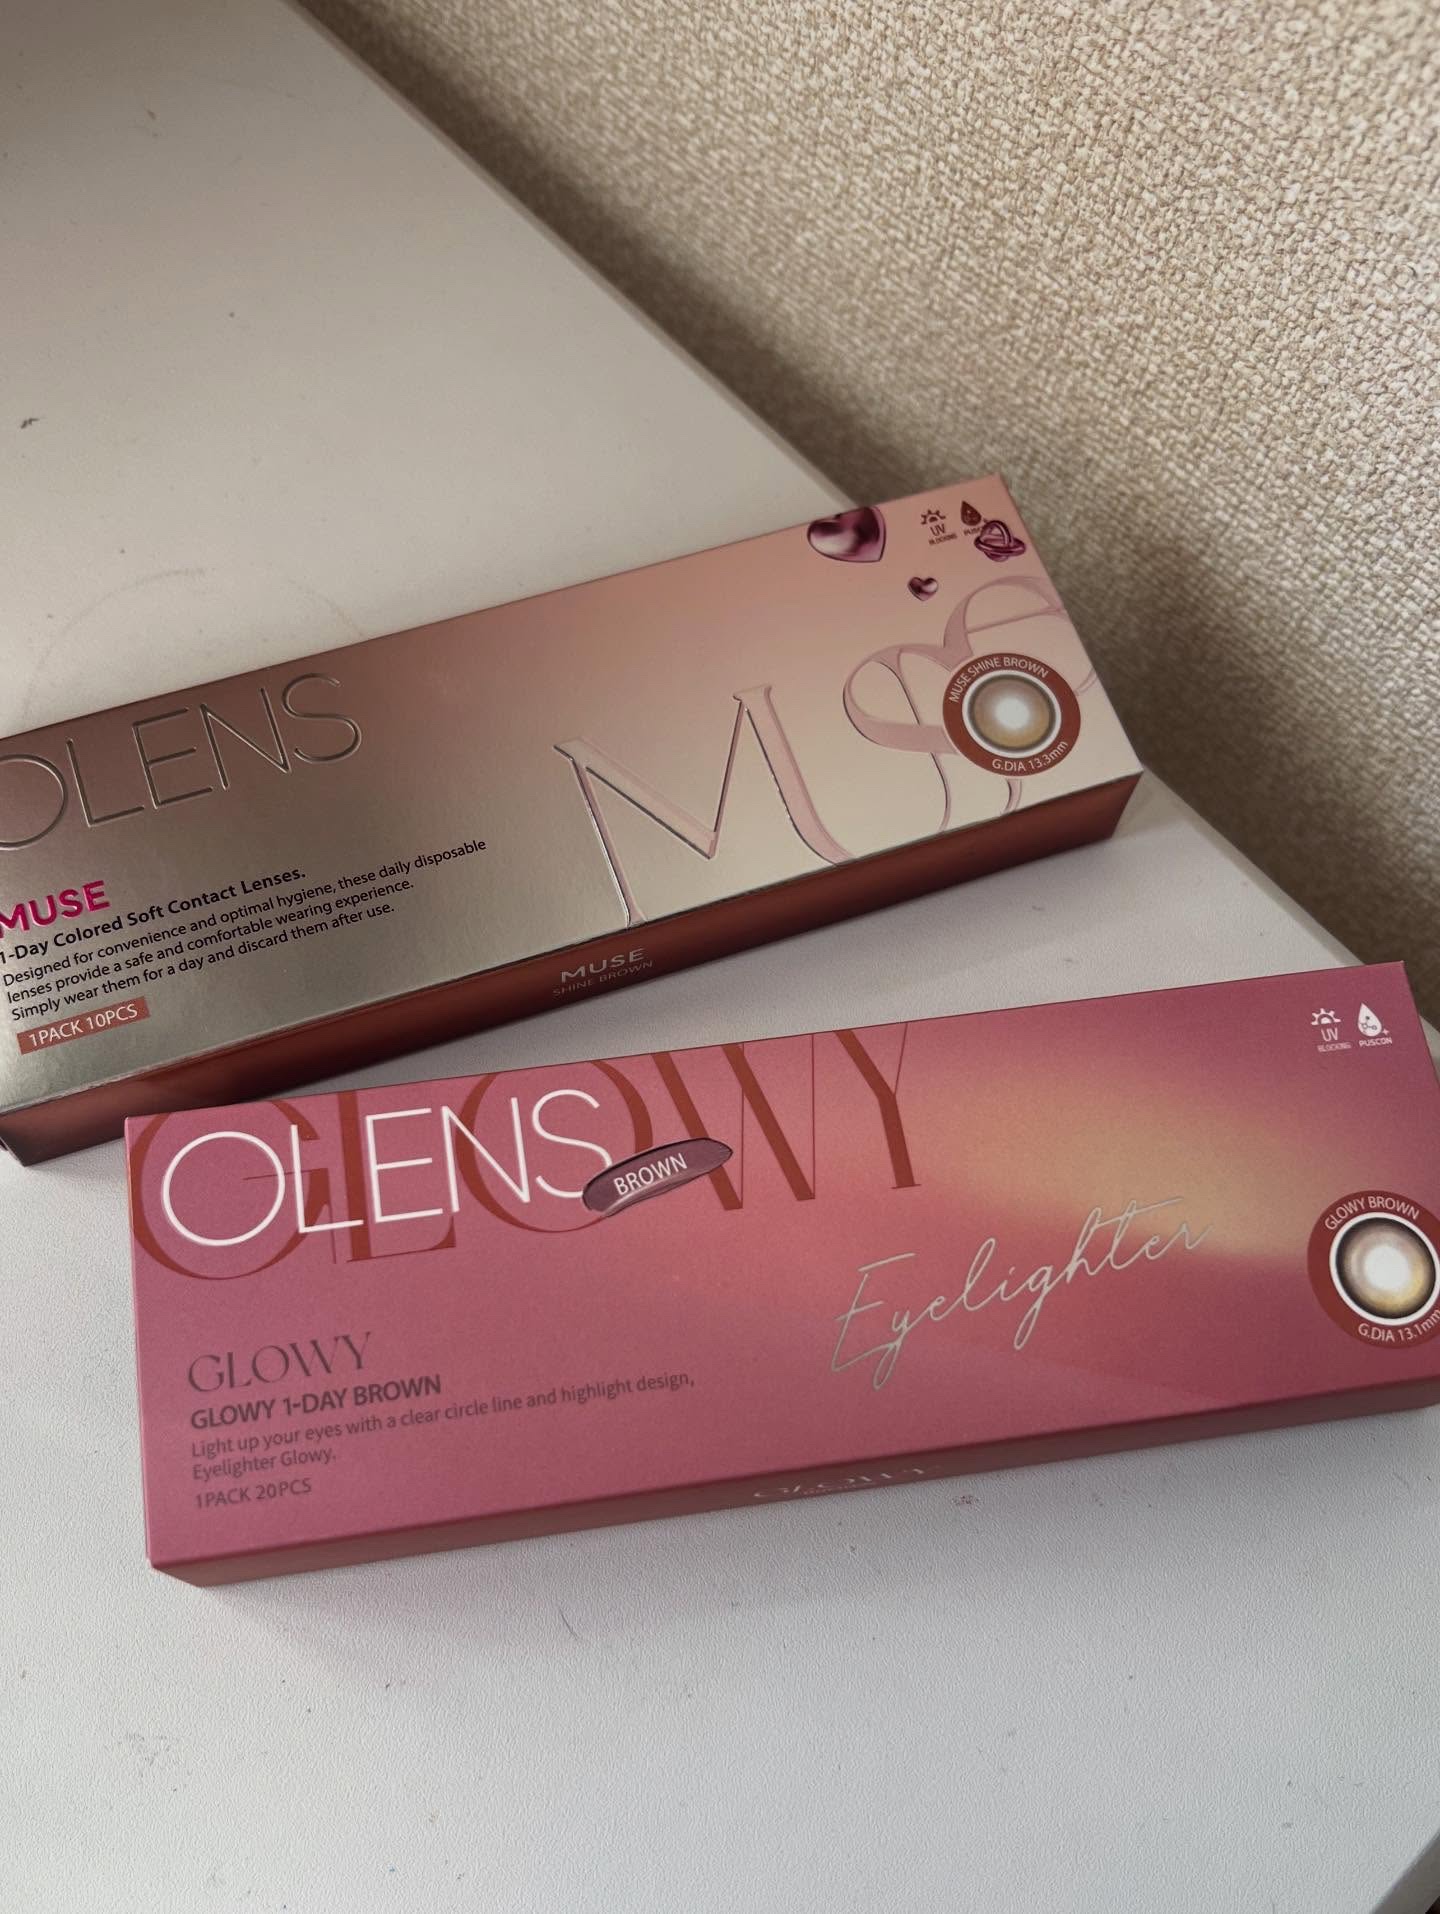 OLENS
MUSE
MUSE
1-Day Colored Soft Contact Lenses.
Designed for convenience and optimal hygiene, these daily disposable
lenses provide a safe and comfortable wearing experience.
Simply wear them for a day and discard them after use.
1PACK 10PCS
UV
BLOCKING
MUSE SHINE BROWN
G.DIA 13.3mm
MUSE
SHINE BROWN
GLOWY
OLENS
BROWN
UV
BLOCKING
PUSCON
Eyelighter
GLOWY BROWN
G.DIA 13.1mm
GLOWY
GLOWY 1-DAY BROWN
Light up your eyes with a clear circle line and highlight design,
Eyelighter Glowy.
1PACK 20PCS